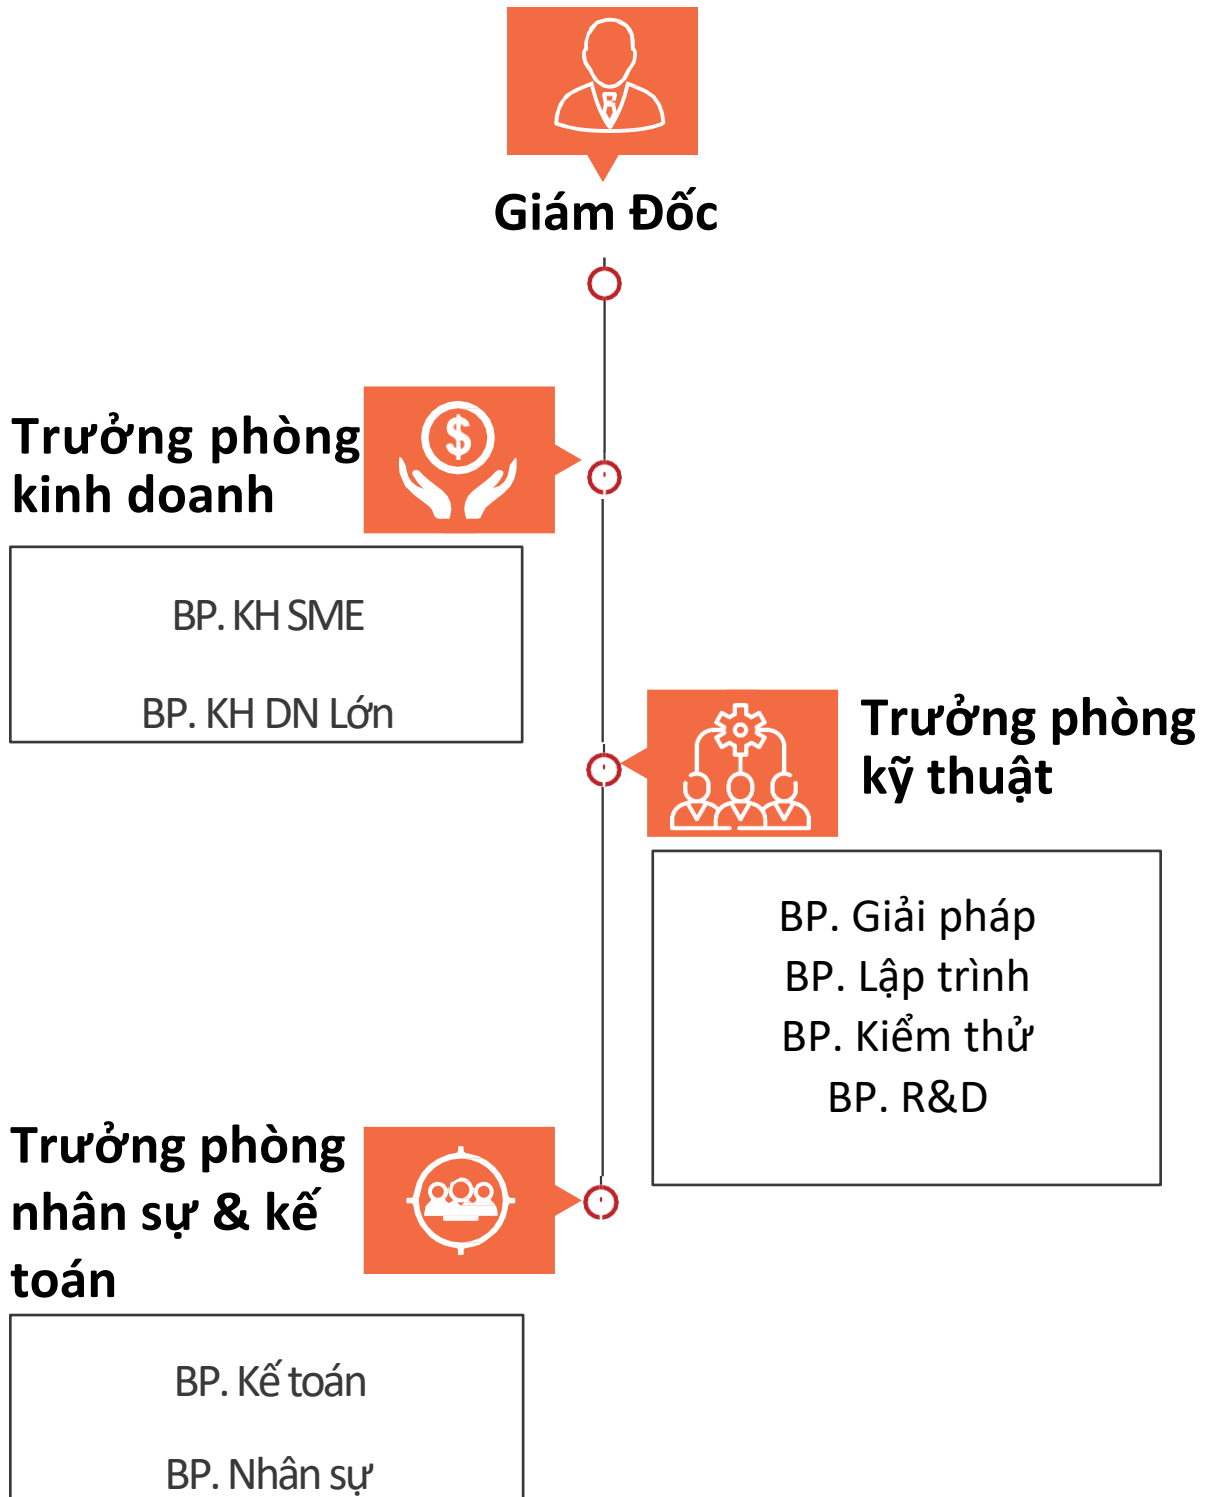 Giám Đốc
Trưởng phòng
kinh doanh
$
BP. KH SME
BP. KH DN Lớn
Trưởng phòng
kỹ thuật
BP. Giải pháp
BP. Lập trình
BP. Kiểm thử
BP. R&D
Trưởng phòng
nhân sự & kế
toán
BP. Kế toán
BP. Nhân sự